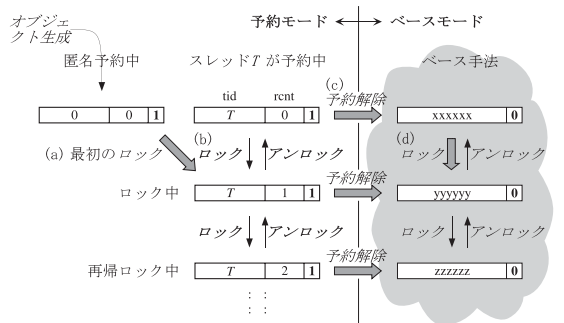 オブジェ
クト生成
予約モード ベースモード
匿名予約中 スレッドT が予約中 ベース手法
tid rcnt (c)
予約解除
0 0 1 T 0 1 xxxxxx 0
(a) 最初のロック (b) ロック アンロック (d) ロック アンロック
予約解除
ロック中 T 1 1 yyyyyy 0
ロック アンロック ロック アンロック
予約解除
再帰ロック中 T 2 1 zzzzzz 0
: :